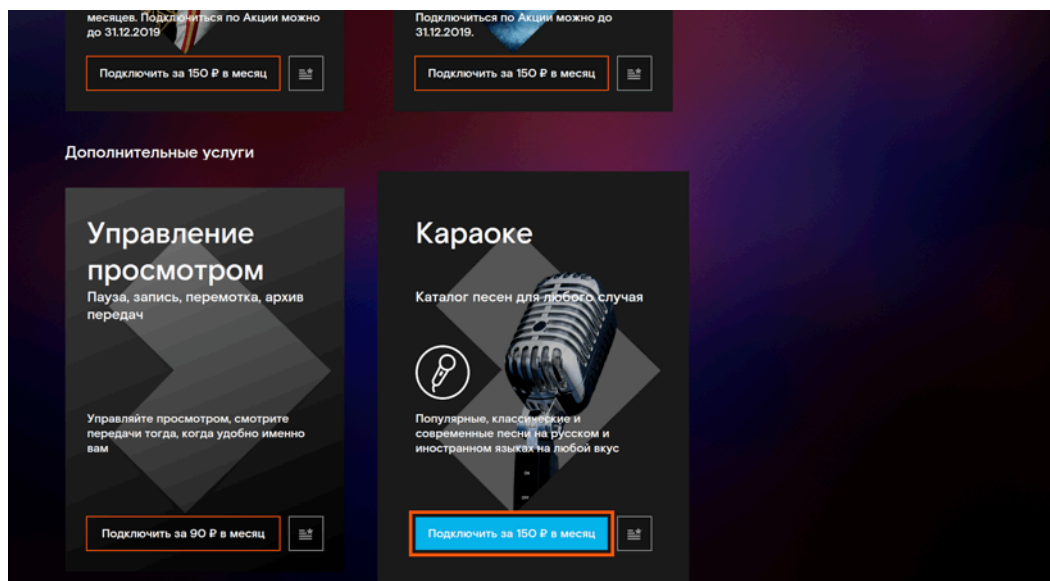 месяцев. Подключиться по Акции можно
до 31.12.2019
Подключить за 150 ₽ в месяц
Подключиться по Акции можно до
31.12.2019.
Подключить за 150 ₽ в месяц
Дополнительные услуги
Управление
просмотром
Пауза, запись, перемотка, архив
передач
Управляйте просмотром, смотрите
передачи тогда, когда удобно именно
вам
Подключить за 90 ₽ в месяц
Караоке
Каталог песен для любого случая
Популярные, классические и
современные песни на русском и
иностранном языках на любой вкус
ON
OFF
Подключить за 150 ₽ в месяц